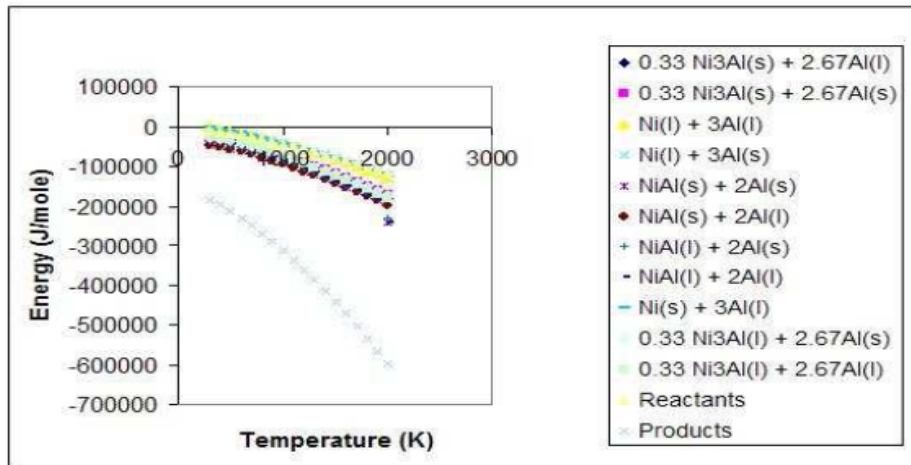 100000
0
-100000
-200000
-300000
-400000
-500000
-600000
-700000
0 1000 2000 3000
Energy (J/mole)
Temperature (K)
0.33 Ni3Al(s) + 2.67Al(l)
0.33 Ni3Al(s) + 2.67Al(s)
Ni(l) + 3Al(l)
Ni(l) + 3Al(s)
NiAl(s) + 2Al(s)
NiAl(s) + 2Al(l)
NiAl(l) + 2Al(s)
NiAl(l) + 2Al(l)
Ni(s) + 3Al(l)
0.33 Ni3Al(l) + 2.67Al(s)
0.33 Ni3Al(l) + 2.67Al(l)
Reactants
Products